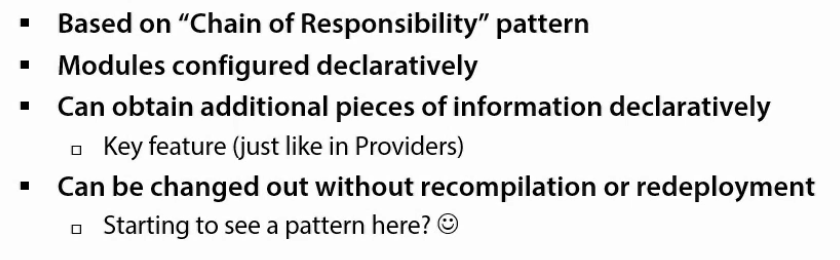 ▪ Based on “Chain of Responsibility” pattern
▪ Modules configured declaratively
▪ Can obtain additional pieces of information declaratively
▫ Key feature (just like in Providers)
▪ Can be changed out without recompilation or redeployment
▫ Starting to see a pattern here? ☺